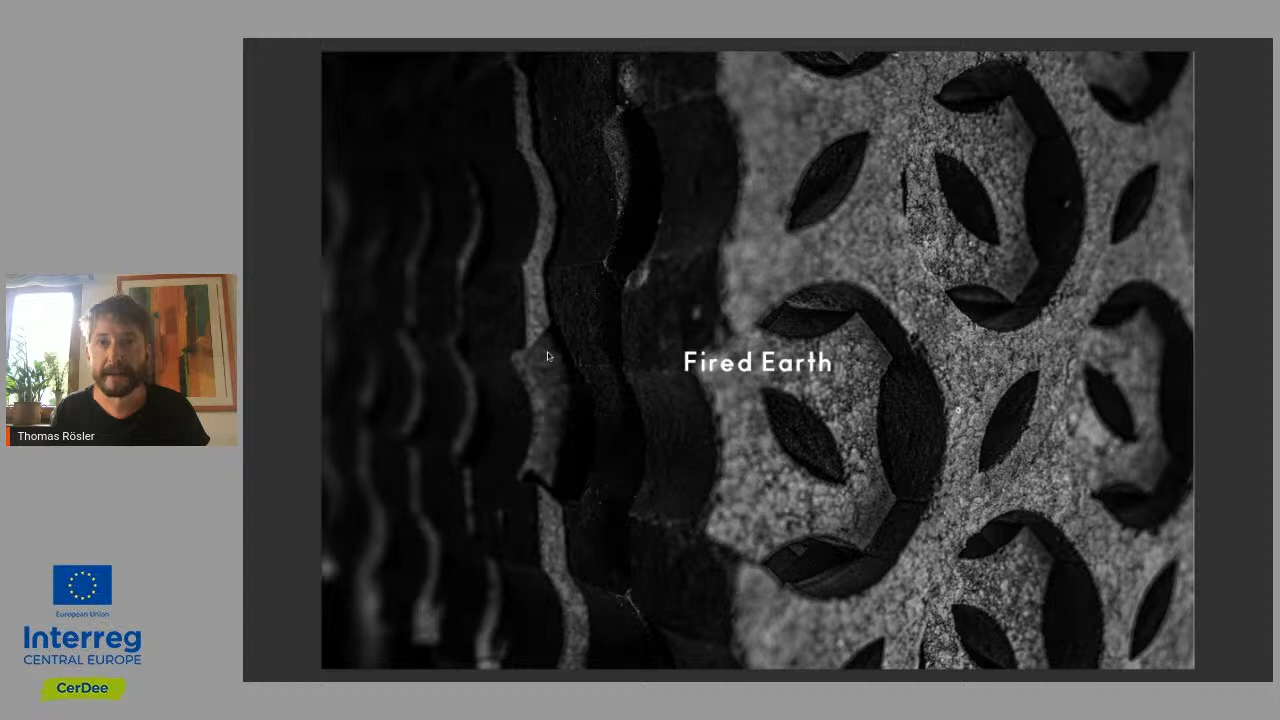 Fired Earth
Thomas Rösler
European Union
Interreg
CENTRAL EUROPE
CerDee